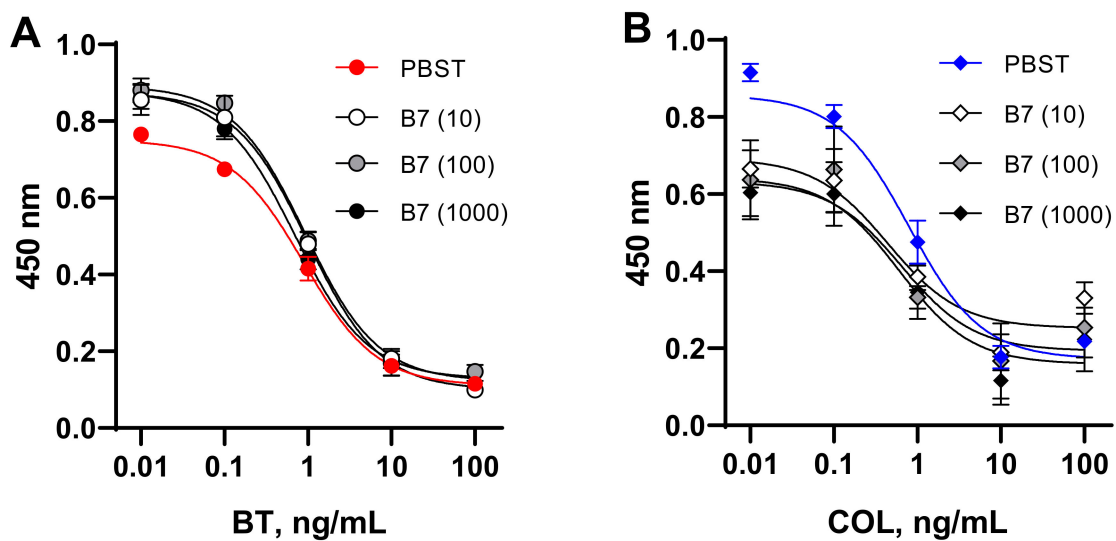 A
450 nm
1.0
0.8
0.6
0.4
0.2
0.0
0.01 0.1 1 10 100
BT, ng/mL
PBST
B7 (10)
B7 (100)
B7 (1000)
B
450 nm
1.0
0.8
0.6
0.4
0.2
0.0
0.01 0.1 1 10 100
COL, ng/mL
PBST
B7 (10)
B7 (100)
B7 (1000)